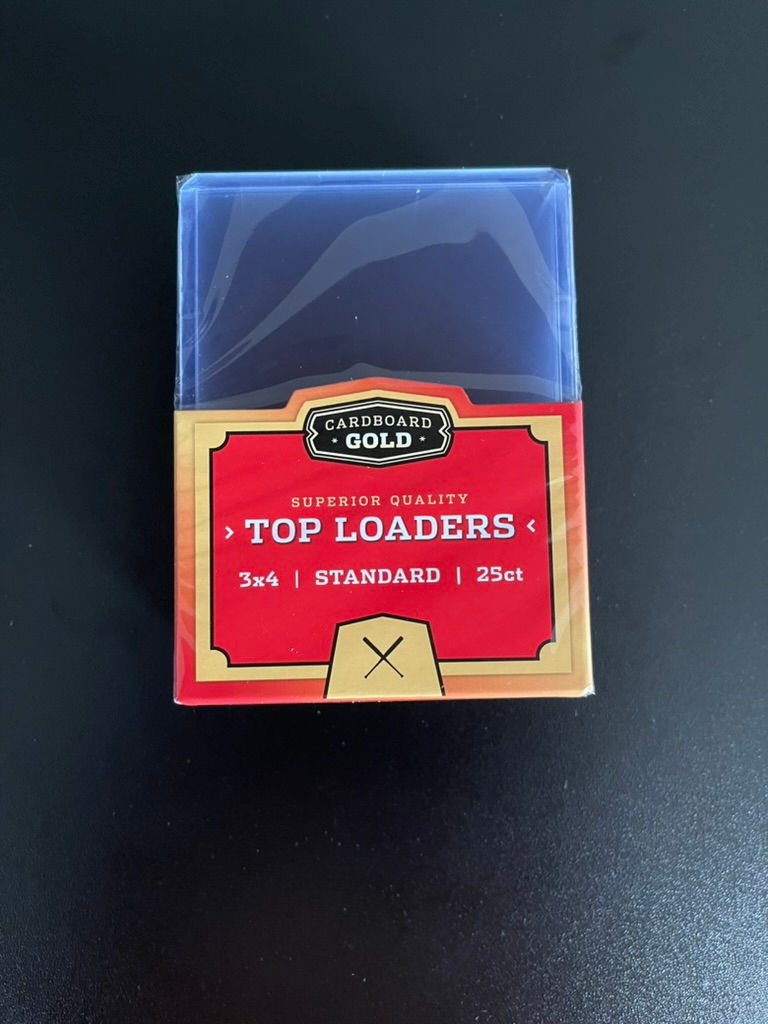 CARDBOARD
* GOLD *
SUPERIOR QUALITY
› TOP LOADERS ‹
3x4 | STANDARD | 25ct